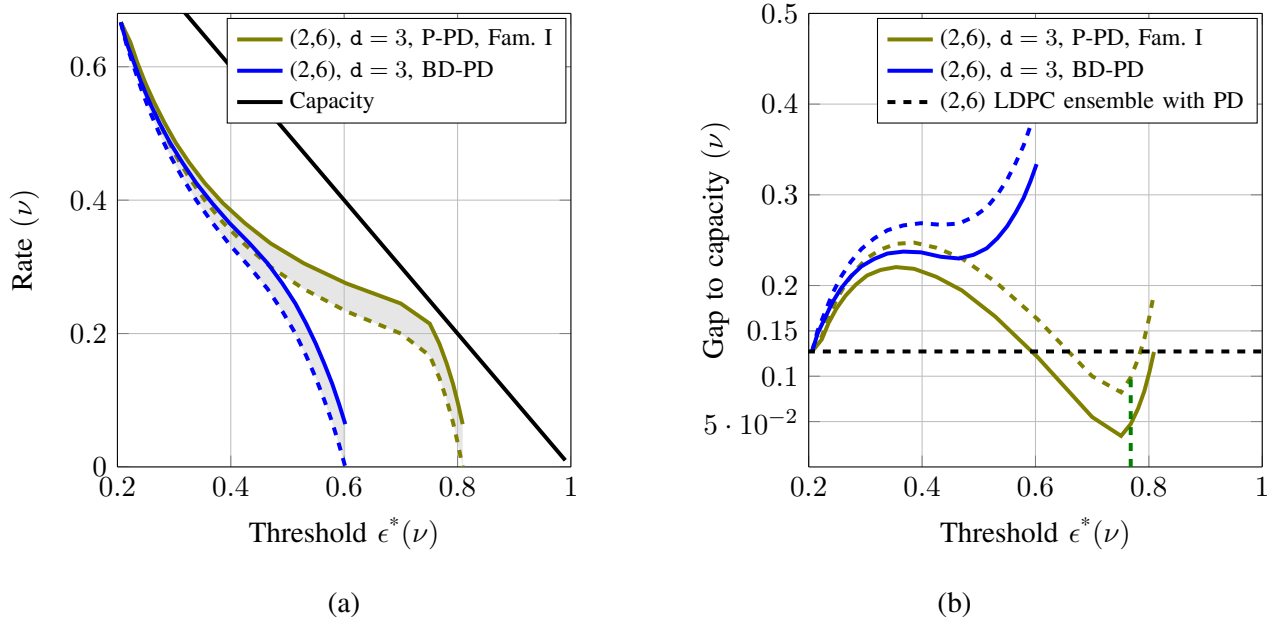 (2,6), d = 3, P-PD, Fam. I
(2,6), d = 3, BD-PD
Capacity
Rate (ν)
0.6
0.4
0.2
0
0.2
0.4
0.6
0.8
1
Threshold ϵ*(ν)
(a)
(2,6), d = 3, P-PD, Fam. I
(2,6), d = 3, BD-PD
(2,6) LDPC ensemble with PD
Gap to capacity (ν)
0.5
0.4
0.3
0.2
0.15
0.1
5 · 10⁻²
0.2
0.4
0.6
0.8
1
Threshold ϵ*(ν)
(b)